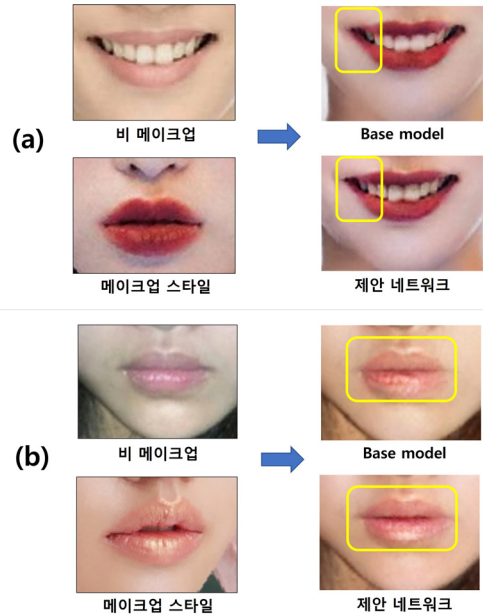 (a)
비 메이크업
Base model
메이크업 스타일
제안 네트워크
(b)
비 메이크업
Base model
메이크업 스타일
제안 네트워크